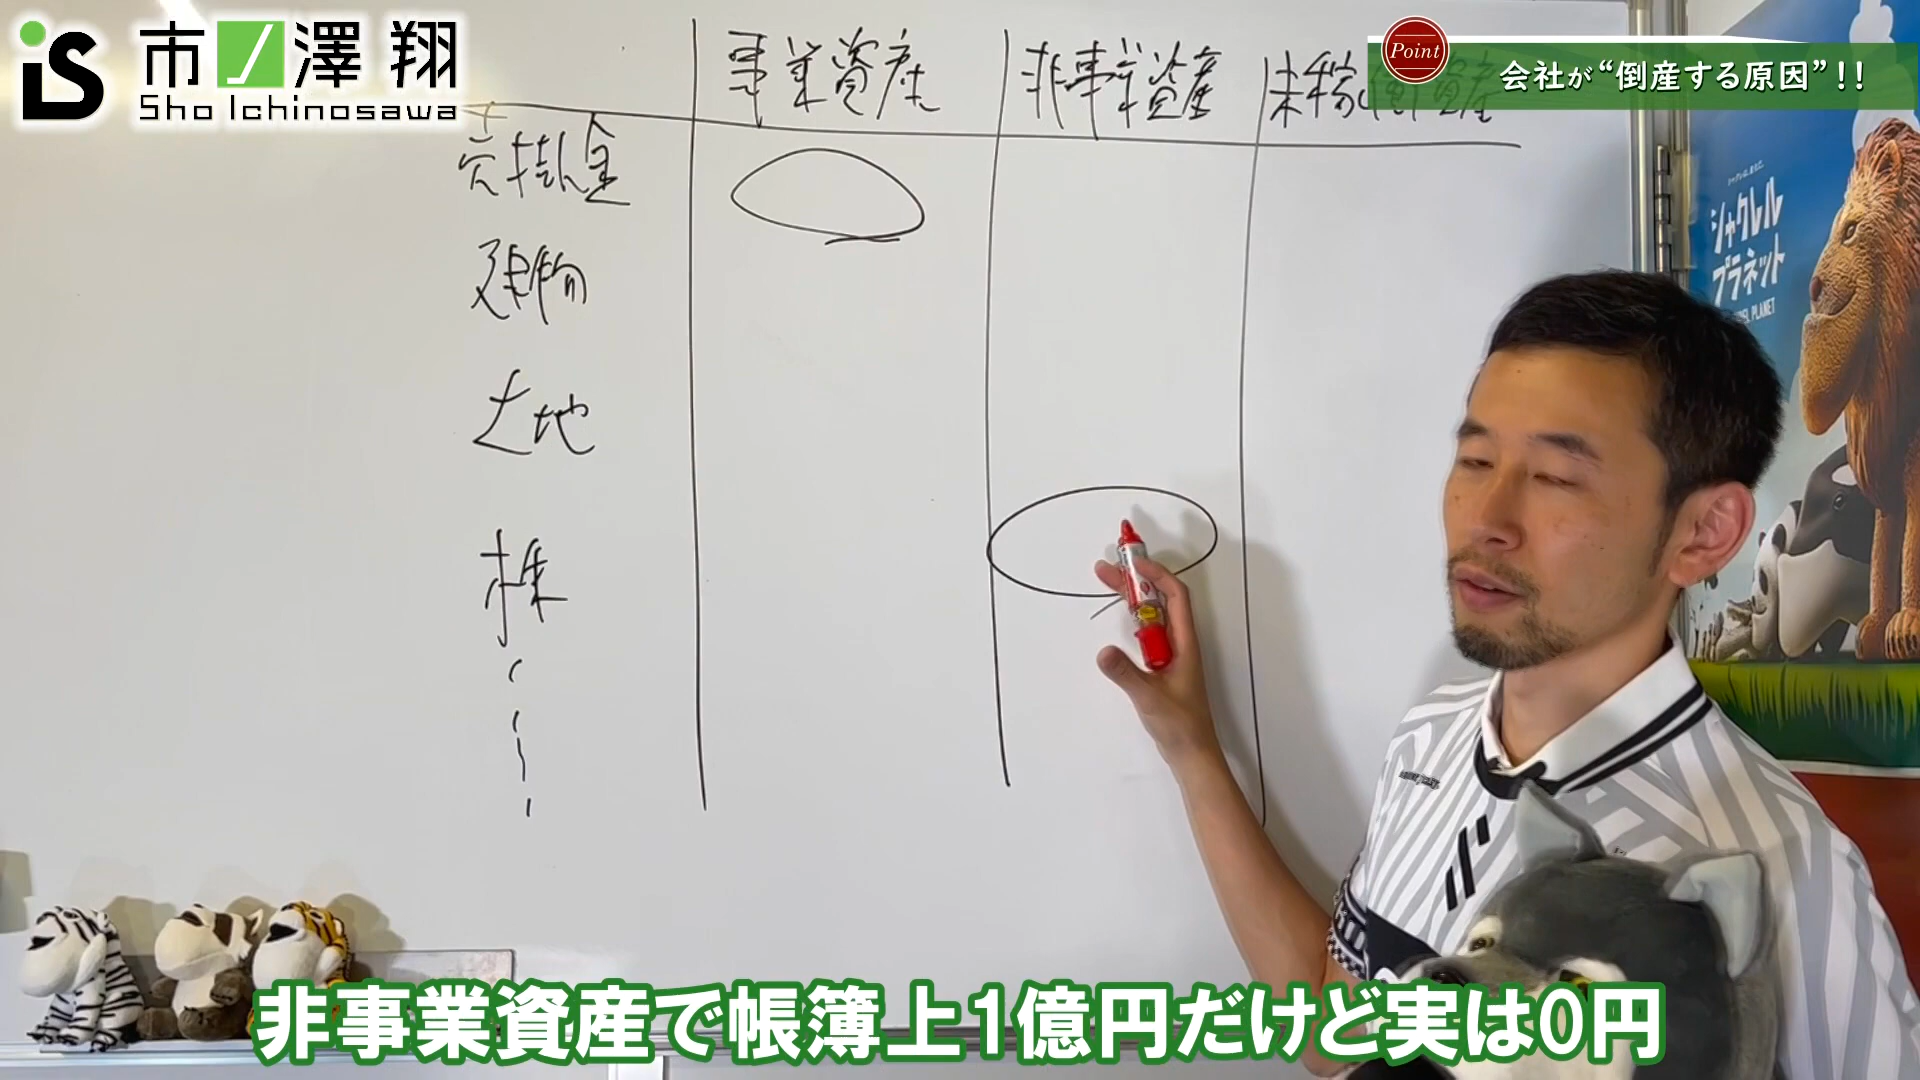 iS 市ノ澤 翔
Sho Ichinosawa
Point
会社が“倒産する原因”!!
事業資産
非事業資産
未稼働資産
売掛金
建物
土地
株
シャクレル
プラネット
非事業資産で帳簿上1億円だけど実は0円